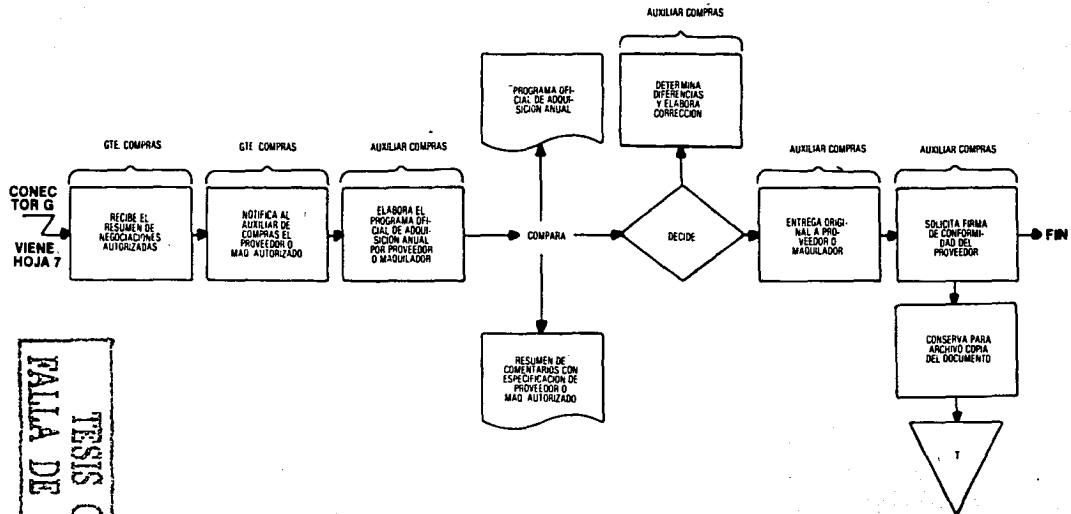 AUXILIAR COMPRAS
PROGRAMA OFI-
CIAL DE ADQUI-
SICION ANUAL
DETERMINA
DIFERENCIAS
Y ELABORA
CORRECCION
GTE. COMPRAS
GTE. COMPRAS
AUXILIAR COMPRAS
AUXILIAR COMPRAS
AUXILIAR COMPRAS
CONEC
TOR G
VIENE
HOJA 7
RECIBE EL
RESUMEN DE
NEGOCIACIONES
AUTORIZADAS
NOTIFICA AL
AUXILIAR DE
COMPRAS EL
PROVEEDOR O
MAQ AUTORIZADO
ELABORA EL
PROGRAMA OFI-
CIAL DE ADQUI-
SICION ANUAL
POR PROVEEDOR
O MAQUILADOR
COMPARA
DECIDE
ENTREGA ORIGI-
NAL A PRO-
VEEDOR O
MAQUILADOR
SOLICITA FIRMA
DE CONFORMI-
DAD DEL
PROVEEDOR
FIN
RESUMEN DE
COMENTARIOS CON
ESPECIFICACION DE
PROVEEDOR O
MAQ AUTORIZADO
CONSERVA PARA
ARCHIVO COPIA
DEL DOCUMENTO
T
TESIS
FALLA DE